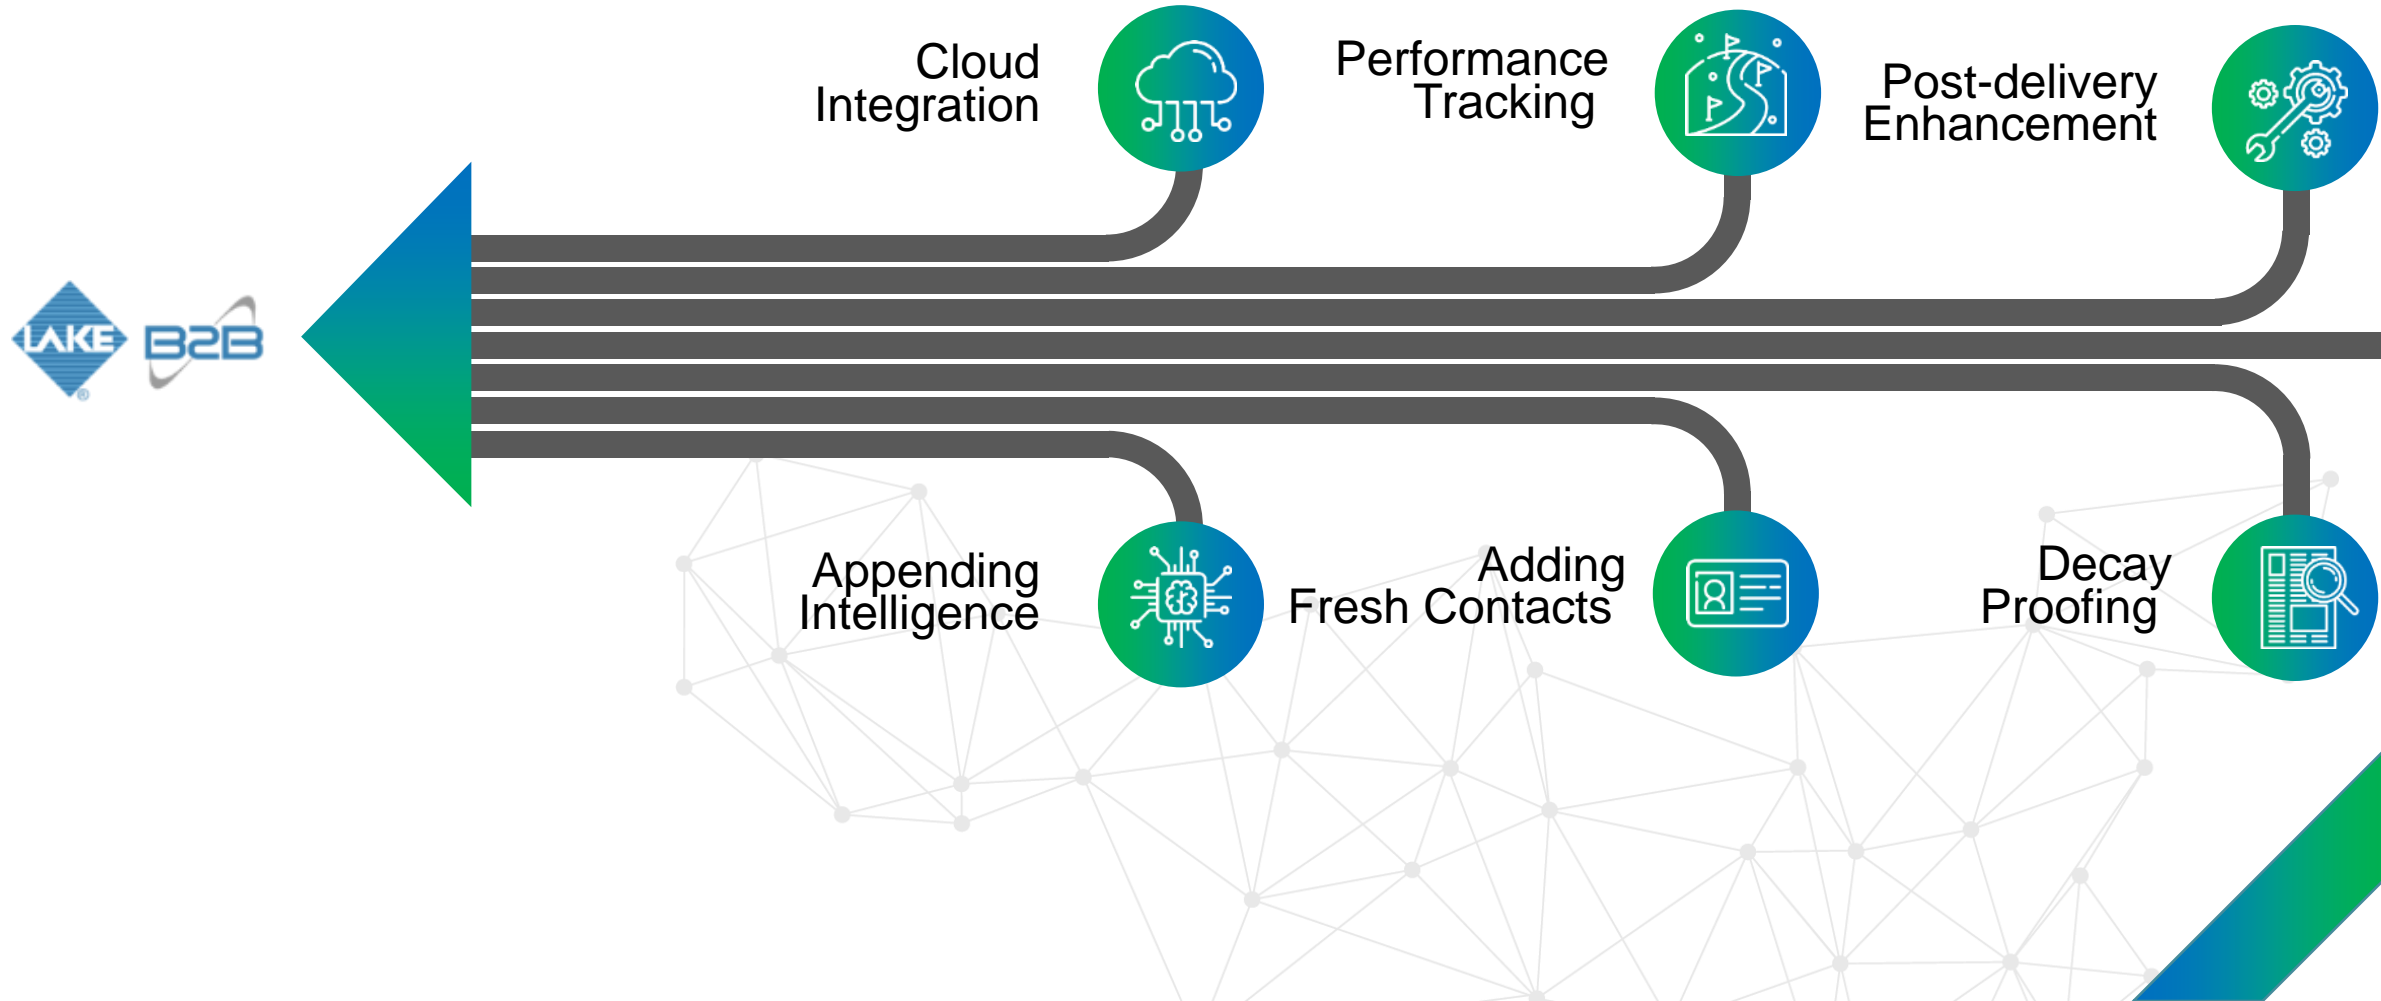 Cloud
Integration
Performance
Tracking
Post-delivery
Enhancement
LAKE B2B
®
Appending
Intelligence
Adding
Fresh Contacts
Decay
Proofing